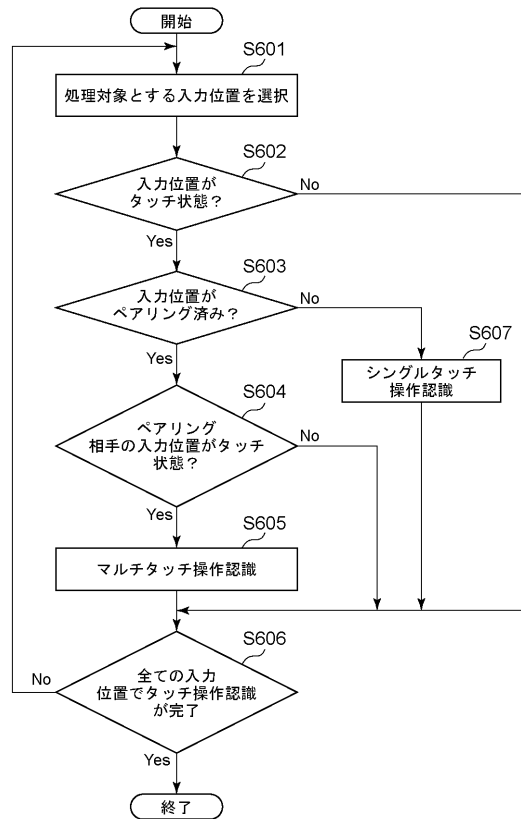 開始
S601
処理対象とする入力位置を選択
S602
入力位置が
タッチ状態？
No
Yes
S603
入力位置が
ペアリング済み？
No
Yes
S607
シングルタッチ
操作認識
S604
ペアリング
相手の入力位置がタッチ
状態？
No
Yes
S605
マルチタッチ操作認識
S606
全ての入力
位置でタッチ操作認識
が完了
No
Yes
終了